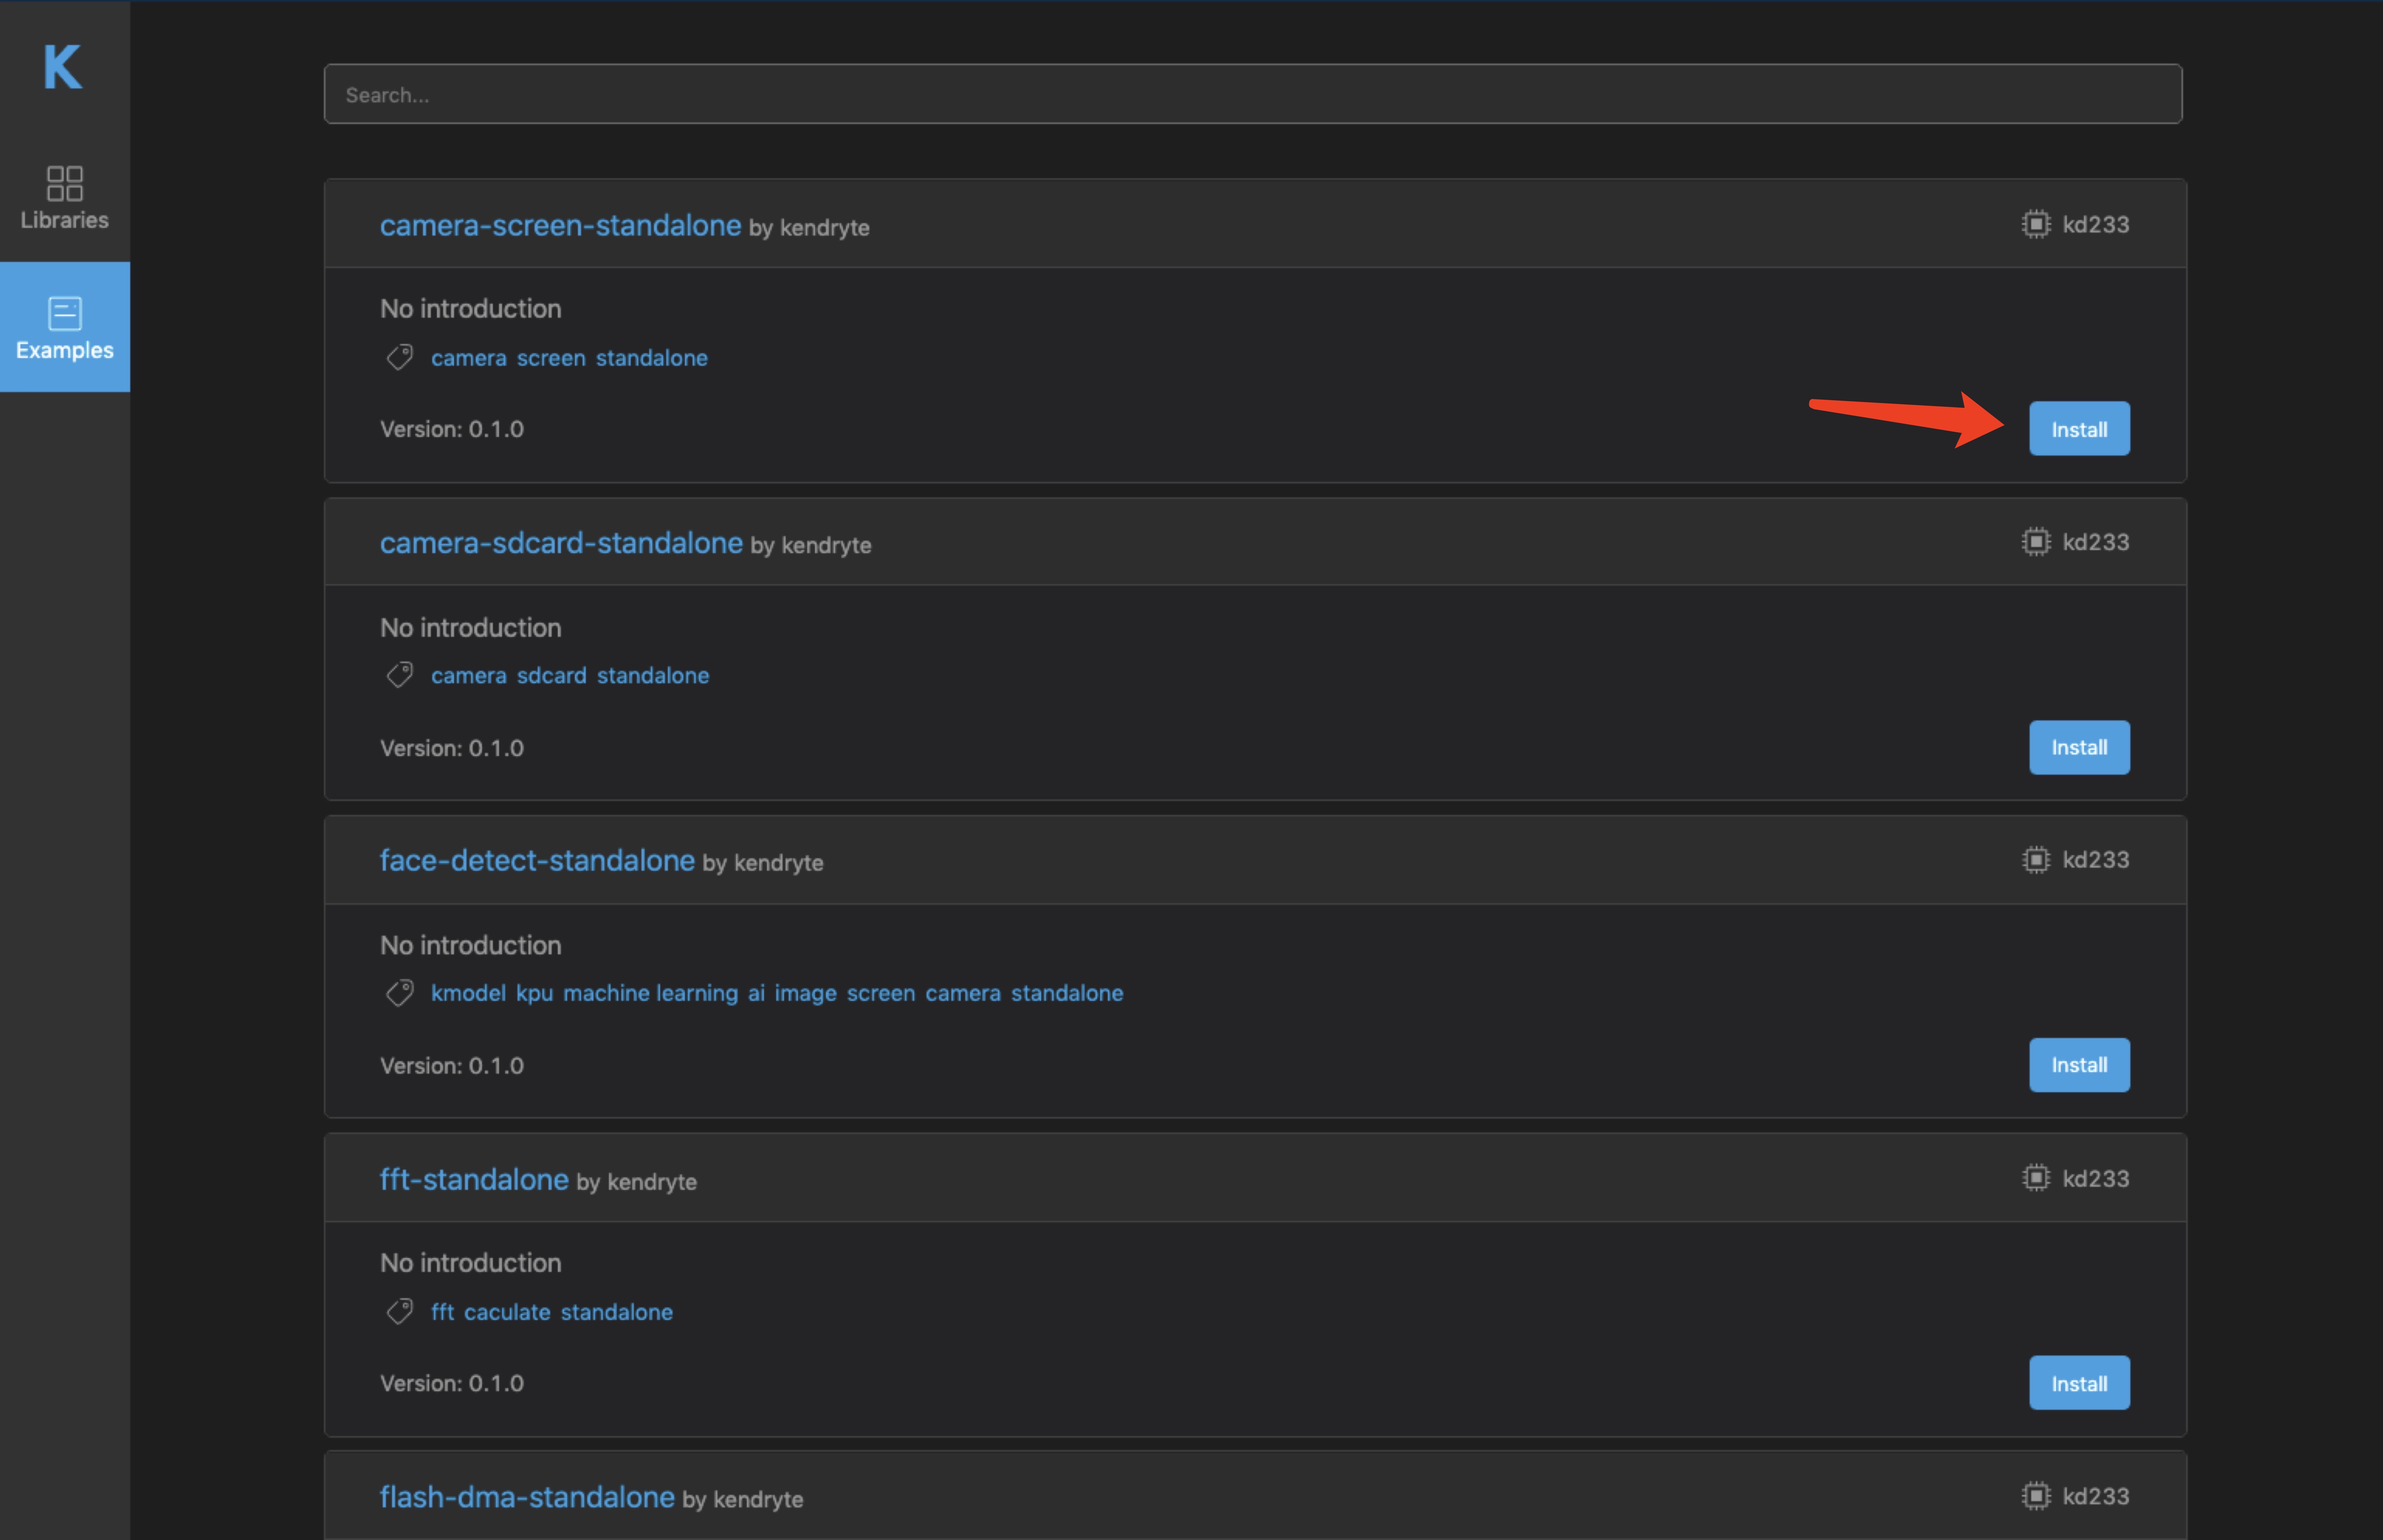 K
Search...
Libraries
Examples
camera-screen-standalone by kendryte
kd233
No introduction
camera screen standalone
Version: 0.1.0
Install
camera-sdcard-standalone by kendryte
kd233
No introduction
camera sdcard standalone
Version: 0.1.0
Install
face-detect-standalone by kendryte
kd233
No introduction
kmodel kpu machine learning ai image screen camera standalone
Version: 0.1.0
Install
fft-standalone by kendryte
kd233
No introduction
fft caculate standalone
Version: 0.1.0
Install
flash-dma-standalone by kendryte
kd233